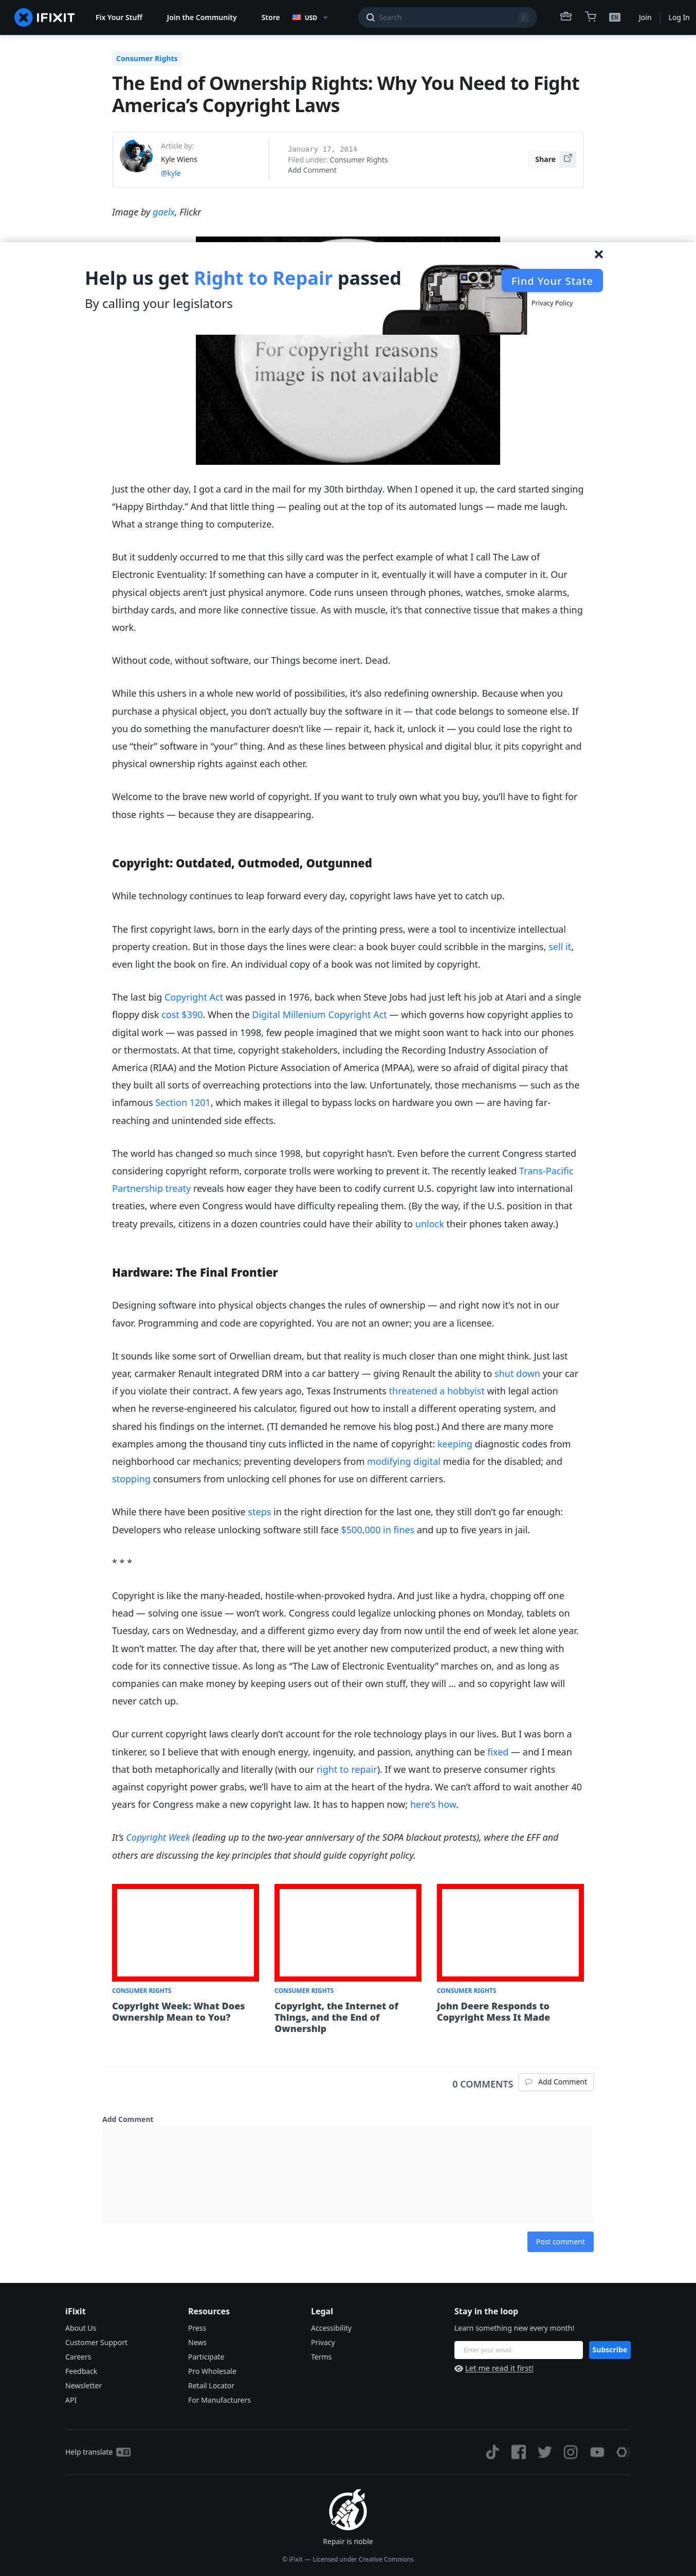 IFIXIT
Fix Your Stuff
Join the Community
Store
USD
Search
/
EN
Join
Log In
Consumer Rights
The End of Ownership Rights: Why You Need to Fight
America’s Copyright Laws
Article by:
Kyle Wiens
@kyle
January 17, 2014
Filed under: Consumer Rights
Add Comment
Share
Image by gaelx, Flickr
Help us get Right to Repair passed
By calling your legislators
Find Your State
Privacy Policy
For copyright reasons
image is not available
Just the other day, I got a card in the mail for my 30th birthday. When I opened it up, the card started singing
“Happy Birthday.” And that little thing — pealing out at the top of its automated lungs — made me laugh.
What a strange thing to computerize.
But it suddenly occurred to me that this silly card was the perfect example of what I call The Law of
Electronic Eventuality: If something can have a computer in it, eventually it will have a computer in it. Our
physical objects aren’t just physical anymore. Code runs unseen through phones, watches, smoke alarms,
birthday cards, and more like connective tissue. As with muscle, it’s that connective tissue that makes a thing
work.
Without code, without software, our Things become inert. Dead.
While this ushers in a whole new world of possibilities, it’s also redefining ownership. Because when you
purchase a physical object, you don’t actually buy the software in it — that code belongs to someone else. If
you do something the manufacturer doesn’t like — repair it, hack it, unlock it — you could lose the right to
use “their” software in “your” thing. And as these lines between physical and digital blur, it pits copyright and
physical ownership rights against each other.
Welcome to the brave new world of copyright. If you want to truly own what you buy, you’ll have to fight for
those rights — because they are disappearing.
Copyright: Outdated, Outmoded, Outgunned
While technology continues to leap forward every day, copyright laws have yet to catch up.
The first copyright laws, born in the early days of the printing press, were a tool to incentivize intellectual
property creation. But in those days the lines were clear: a book buyer could scribble in the margins, sell it,
even light the book on fire. An individual copy of a book was not limited by copyright.
The last big Copyright Act was passed in 1976, back when Steve Jobs had just left his job at Atari and a single
floppy disk cost $390. When the Digital Millenium Copyright Act — which governs how copyright applies to
digital work — was passed in 1998, few people imagined that we might soon want to hack into our phones
or thermostats. At that time, copyright stakeholders, including the Recording Industry Association of
America (RIAA) and the Motion Picture Association of America (MPAA), were so afraid of digital piracy that
they built all sorts of overreaching protections into the law. Unfortunately, those mechanisms — such as the
infamous Section 1201, which makes it illegal to bypass locks on hardware you own — are having far-
reaching and unintended side effects.
The world has changed so much since 1998, but copyright hasn’t. Even before the current Congress started
considering copyright reform, corporate trolls were working to prevent it. The recently leaked Trans-Pacific
Partnership treaty reveals how eager they have been to codify current U.S. copyright law into international
treaties, where even Congress would have difficulty repealing them. (By the way, if the U.S. position in that
treaty prevails, citizens in a dozen countries could have their ability to unlock their phones taken away.)
Hardware: The Final Frontier
Designing software into physical objects changes the rules of ownership — and right now it’s not in our
favor. Programming and code are copyrighted. You are not an owner; you are a licensee.
It sounds like some sort of Orwellian dream, but that reality is much closer than one might think. Just last
year, carmaker Renault integrated DRM into a car battery — giving Renault the ability to shut down your car
if you violate their contract. A few years ago, Texas Instruments threatened a hobbyist with legal action
when he reverse-engineered his calculator, figured out how to install a different operating system, and
shared his findings on the internet. (TI demanded he remove his blog post.) And there are many more
examples among the thousand tiny cuts inflicted in the name of copyright: keeping diagnostic codes from
neighborhood car mechanics; preventing developers from modifying digital media for the disabled; and
stopping consumers from unlocking cell phones for use on different carriers.
While there have been positive steps in the right direction for the last one, they still don’t go far enough:
Developers who release unlocking software still face $500,000 in fines and up to five years in jail.
* * *
Copyright is like the many-headed, hostile-when-provoked hydra. And just like a hydra, chopping off one
head — solving one issue — won’t work. Congress could legalize unlocking phones on Monday, tablets on
Tuesday, cars on Wednesday, and a different gizmo every day from now until the end of week let alone year.
It won’t matter. The day after that, there will be yet another new computerized product, a new thing with
code for its connective tissue. As long as “The Law of Electronic Eventuality” marches on, and as long as
companies can make money by keeping users out of their own stuff, they will … and so copyright law will
never catch up.
Our current copyright laws clearly don’t account for the role technology plays in our lives. But I was born a
tinkerer, so I believe that with enough energy, ingenuity, and passion, anything can be fixed — and I mean
that both metaphorically and literally (with our right to repair). If we want to preserve consumer rights
against copyright power grabs, we’ll have to aim at the heart of the hydra. We can’t afford to wait another 40
years for Congress make a new copyright law. It has to happen now; here’s how.
It’s Copyright Week (leading up to the two-year anniversary of the SOPA blackout protests), where the EFF and
others are discussing the key principles that should guide copyright policy.
CONSUMER RIGHTS
Copyright Week: What Does
Ownership Mean to You?
CONSUMER RIGHTS
Copyright, the Internet of
Things, and the End of
Ownership
CONSUMER RIGHTS
John Deere Responds to
Copyright Mess It Made
0 COMMENTS
Add Comment
Add Comment
Post comment
iFixit
About Us
Customer Support
Careers
Feedback
Newsletter
API
Resources
Press
News
Participate
Pro Wholesale
Retail Locator
For Manufacturers
Legal
Accessibility
Privacy
Terms
Stay in the loop
Learn something new every month!
Enter your email
Subscribe
Let me read it first!
Help translate
Repair is noble
© iFixit — Licensed under Creative Commons